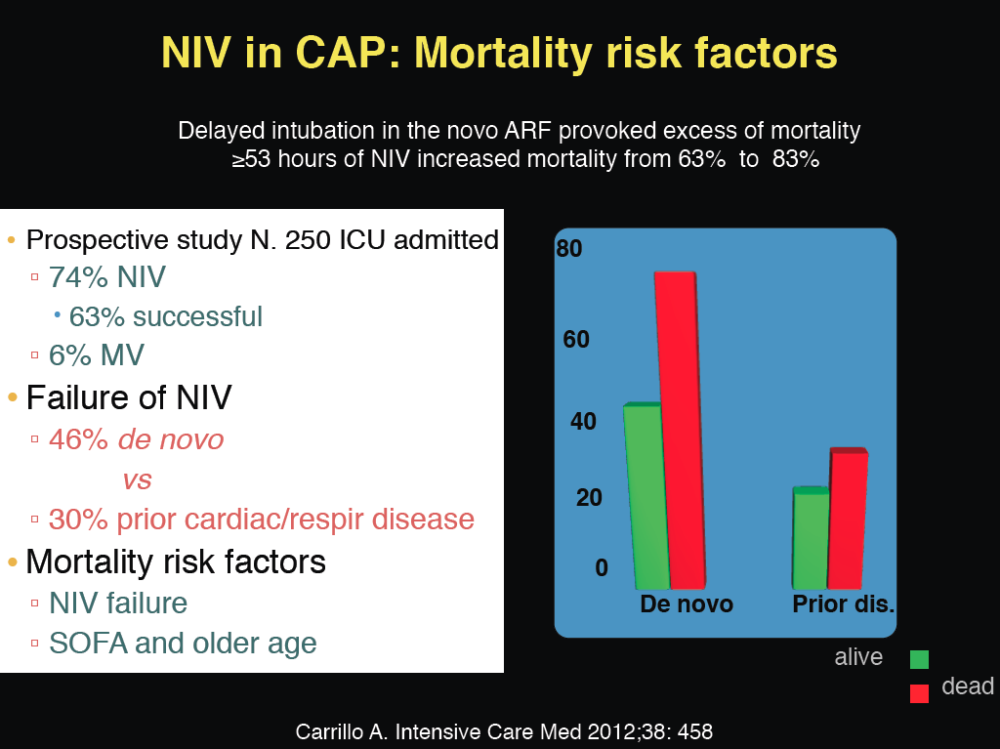 NIV in CAP: Mortality risk factors
Delayed intubation in the novo ARF provoked excess of mortality
≥53 hours of NIV increased mortality from 63% to 83%
• Prospective study N. 250 ICU admitted
▫ 74% NIV
• 63% successful
▫ 6% MV
• Failure of NIV
▫ 46% de novo
vs
▫ 30% prior cardiac/respir disease
• Mortality risk factors
▫ NIV failure
▫ SOFA and older age
80
60
40
20
0
De novo Prior dis.
alive
dead
Carrillo A. Intensive Care Med 2012;38: 458